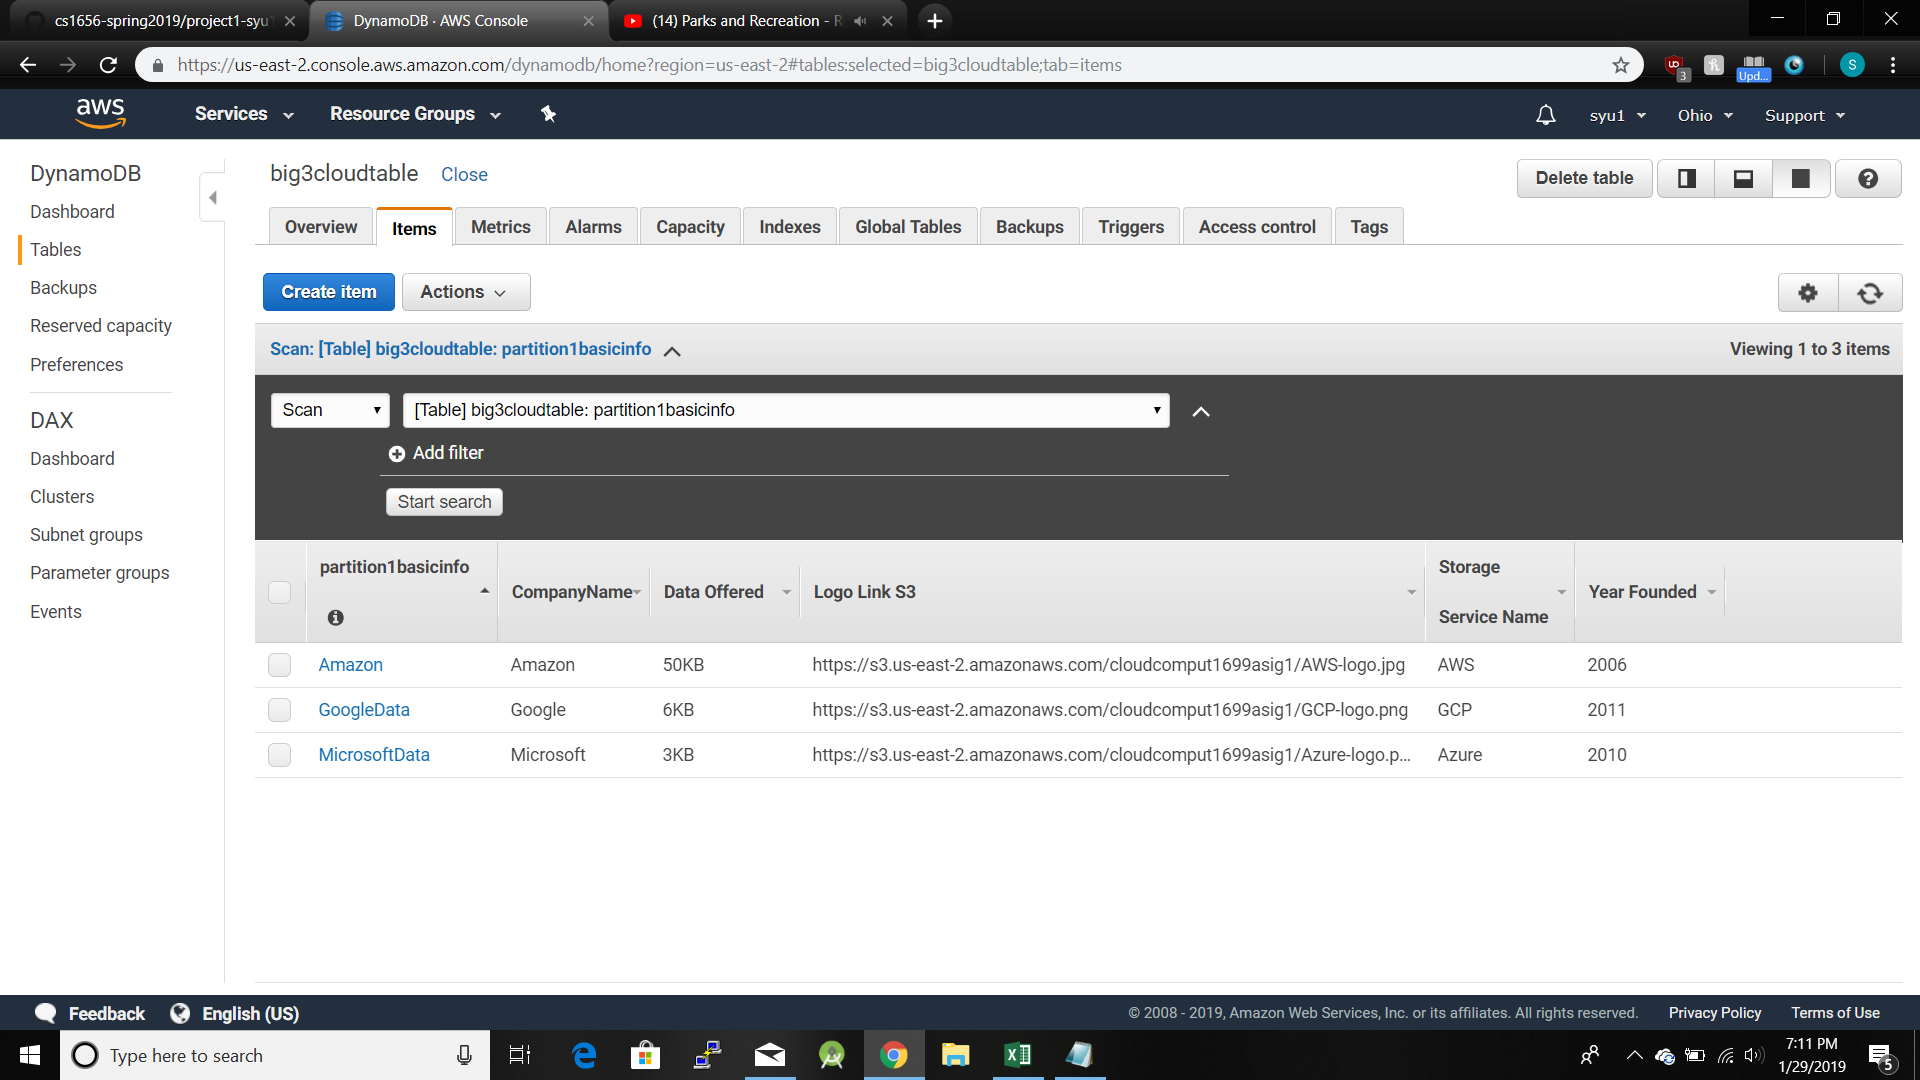 cs1656-spring2019/project1-syu1
DynamoDB · AWS Console
(14) Parks and Recreation - R
https://us-east-2.console.aws.amazon.com/dynamodb/home?region=us-east-2#tables:selected=big3cloudtable;tab=items
3
Upd...
S
aws
Services
Resource Groups
syu1
Ohio
Support
DynamoDB
Dashboard
Tables
Backups
Reserved capacity
Preferences
DAX
Dashboard
Clusters
Subnet groups
Parameter groups
Events
big3cloudtable
Close
Delete table
Overview
Items
Metrics
Alarms
Capacity
Indexes
Global Tables
Backups
Triggers
Access control
Tags
Create item
Actions
Scan: [Table] big3cloudtable: partition1basicinfo
Viewing 1 to 3 items
Scan
[Table] big3cloudtable: partition1basicinfo
Add filter
Start search
partition1basicinfo CompanyName Data Offered Logo Link S3 Storage Service Name Year Founded
Amazon Amazon 50KB https://s3.us-east-2.amazonaws.com/cloudcomput1699asig1/AWS-logo.jpg AWS 2006
GoogleData Google 6KB https://s3.us-east-2.amazonaws.com/cloudcomput1699asig1/GCP-logo.png GCP 2011
MicrosoftData Microsoft 3KB https://s3.us-east-2.amazonaws.com/cloudcomput1699asig1/Azure-logo.p... Azure 2010
Feedback
English (US)
© 2008 - 2019, Amazon Web Services, Inc. or its affiliates. All rights reserved.
Privacy Policy
Terms of Use
Type here to search
7:11 PM
1/29/2019
5